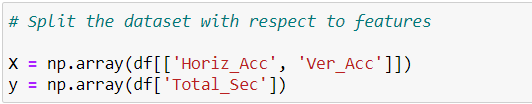 # Split the dataset with respect to features
X = np.array(df[['Horiz_Acc', 'Ver_Acc']])
y = np.array(df['Total_Sec'])